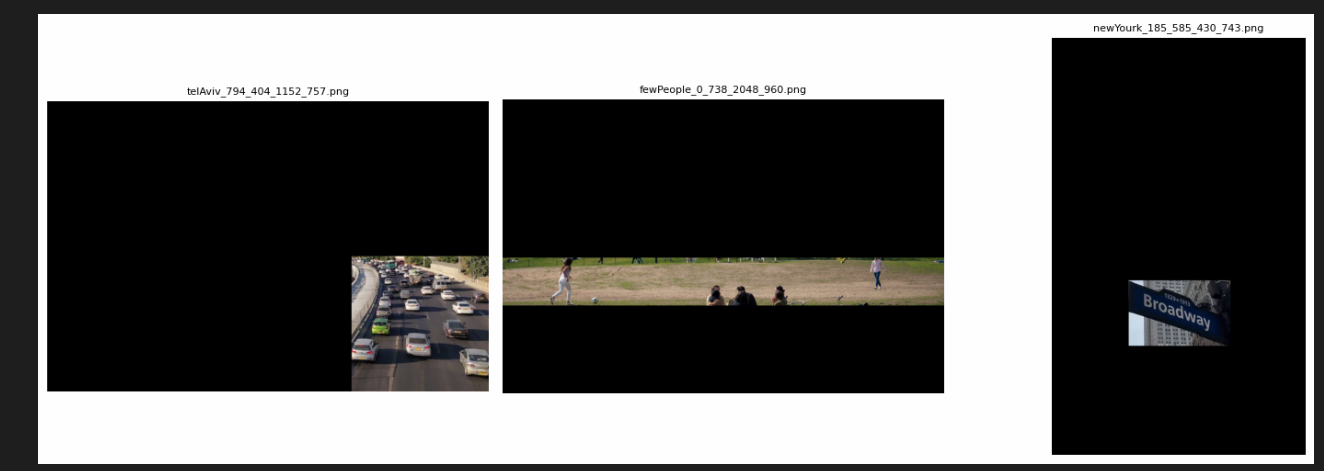 telAviv_794_404_1152_757.png
fewPeople_0_738_2048_960.png
newYourk_185_585_430_743.png
Broadway